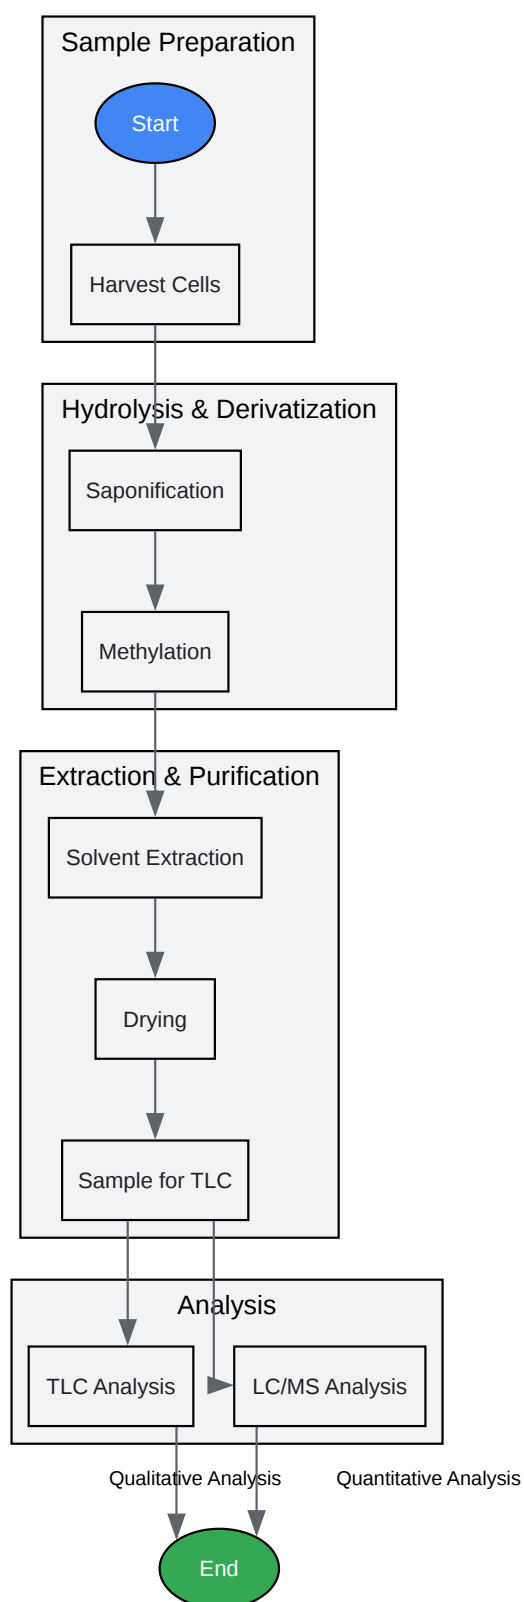 Sample Preparation
Start
Harvest Cells
Hydrolysis & Derivatization
Saponification
Methylation
Extraction & Purification
Solvent Extraction
Drying
Sample for TLC
Analysis
TLC Analysis
LC/MS Analysis
Qualitative Analysis
Quantitative Analysis
End